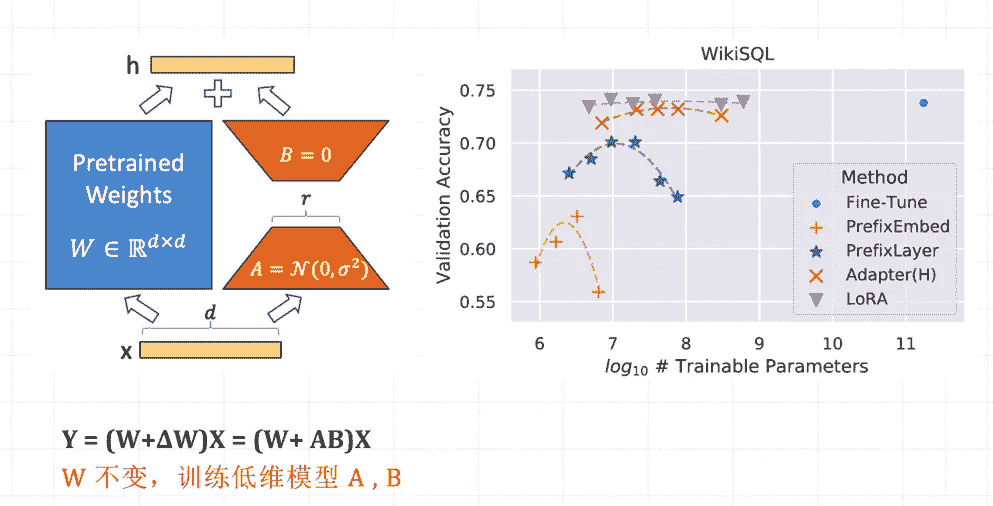 h
Pretrained
Weights
W ∈ ℝ^{d×d}
B = 0
r
A = 𝒩(0, σ²)
d
x
WikiSQL
Validation Accuracy
0.75
0.70
0.65
0.60
0.55
6 7 8 9 10 11
log₁₀ # Trainable Parameters
Method
Fine-Tune
PrefixEmbed
PrefixLayer
Adapter(H)
LoRA
Y = (W+ΔW)X = (W+ AB)X
W 不变，训练低维模型 A , B